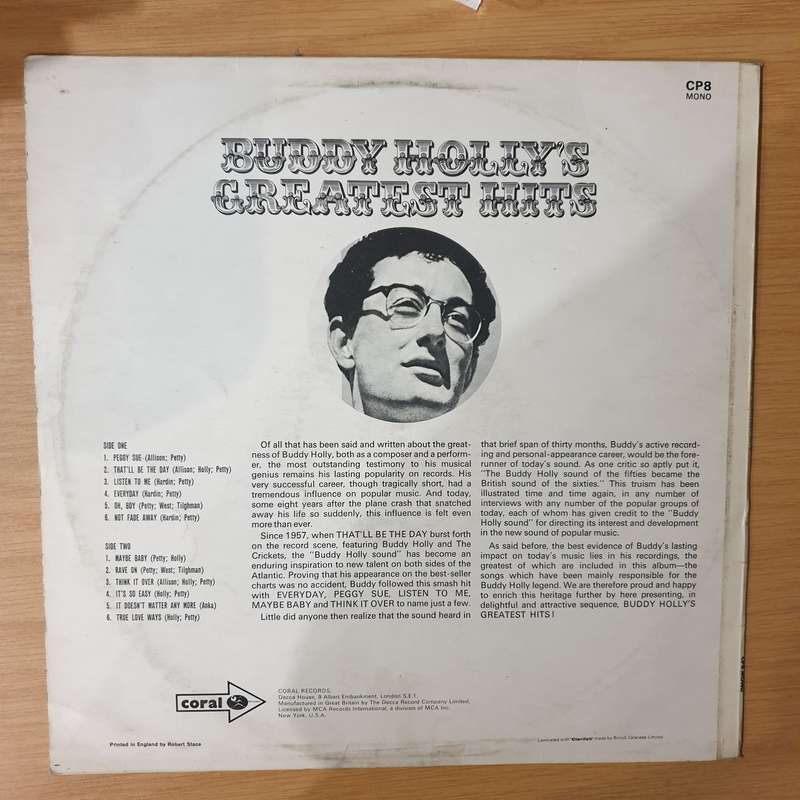 CP8
MONO
BUDDY HOLLY'S
GREATEST HITS
SIDE ONE
1. PEGGY SUE (Allison; Petty)
2. THAT'LL BE THE DAY (Allison; Holly; Petty)
3. LISTEN TO ME (Hardin; Petty)
4. EVERYDAY (Hardin; Petty)
5. OH, BOY (Petty; West; Tilghman)
6. NOT FADE AWAY (Hardin; Petty)
SIDE TWO
1. MAYBE BABY (Petty; Holly)
2. RAVE ON (Petty; West; Tilghman)
3. THINK IT OVER (Allison; Holly; Petty)
4. IT'S SO EASY (Holly; Petty)
5. IT DOESN'T MATTER ANY MORE (Anka)
6. TRUE LOVE WAYS (Holly; Petty)
Of all that has been said and written about the great-
ness of Buddy Holly, both as a composer and a perform-
er, the most outstanding testimony to his musical
genius remains his lasting popularity on records. His
very successful career, though tragically short, had a
tremendous influence on popular music. And today,
some eight years after the plane crash that snatched
away his life so suddenly, this influence is felt even
more than ever.
Since 1957, when THAT'LL BE THE DAY burst forth
on the record scene, featuring Buddy Holly and The
Crickets, the "Buddy Holly sound" has become an
enduring inspiration to new talent on both sides of the
Atlantic. Proving that his appearance on the best-seller
charts was no accident, Buddy followed this smash hit
with EVERYDAY, PEGGY SUE, LISTEN TO ME,
MAYBE BABY and THINK IT OVER to name just a few.
Little did anyone then realize that the sound heard in
that brief span of thirty months, Buddy's active record-
ing and personal-appearance career, would be the fore-
runner of today's sound. As one critic so aptly put it,
"The Buddy Holly sound of the fifties became the
British sound of the sixties." This truism has been
illustrated time and time again, in any number of
interviews with any number of the popular groups of
today, each of whom has given credit to the "Buddy
Holly sound" for directing its interest and development
in the new sound of popular music.
As said before, the best evidence of Buddy's lasting
impact on today's music lies in his recordings, the
greatest of which are included in this album—the
songs which have been mainly responsible for the
Buddy Holly legend. We are therefore proud and happy
to enrich this heritage further by here presenting, in
delightful and attractive sequence, BUDDY HOLLY'S
GREATEST HITS!
coral
CORAL RECORDS,
Decca House, 9 Albert Embankment, London S.E.1.
Manufactured in Great Britain by The Decca Record Company Limited,
Licensed by MCA Records International, a division of MCA Inc.
New York, U.S.A.
Printed in England by Robert Stace
Laminated with 'Clarifoil' made by British Celanese Limited